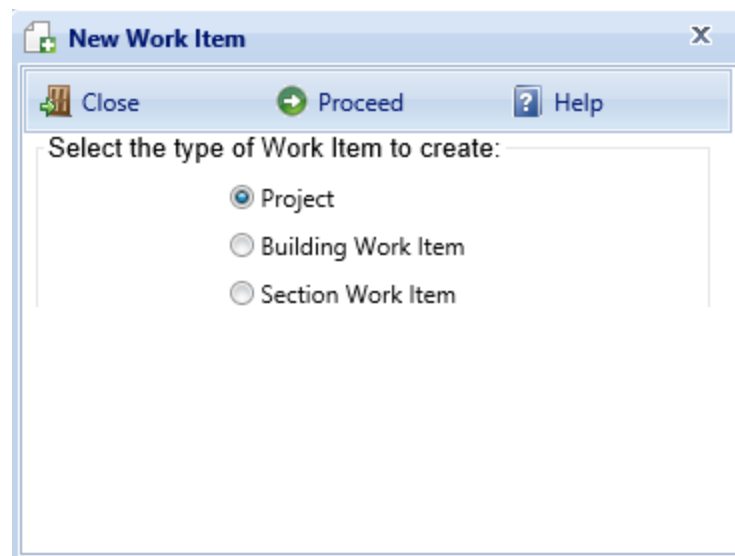 New Work Item
Close Proceed Help
Select the type of Work Item to create:
Project
Building Work Item
Section Work Item